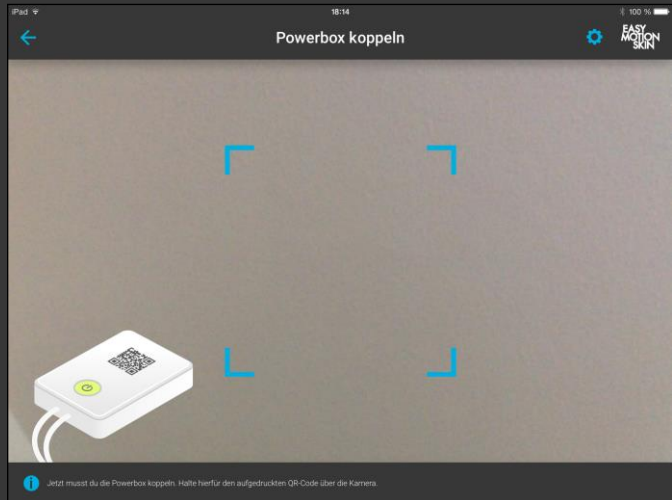 iPad
18:14
100 %
Powerbox koppeln
EASY
MOTION
SKIN
Jetzt musst du die Powerbox koppeln. Halte hierfür den aufgedruckten QR-Code über die Kamera.